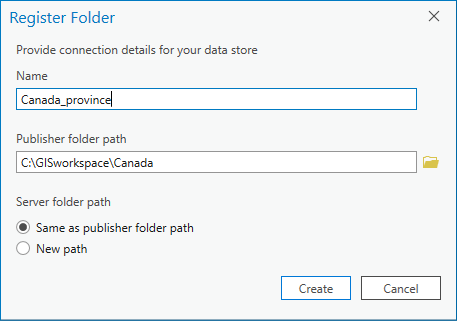 Register Folder
Provide connection details for your data store
Name
Canada_province
Publisher folder path
C:\GISworkspace\Canada
Server folder path
Same as publisher folder path
New path
Create Cancel